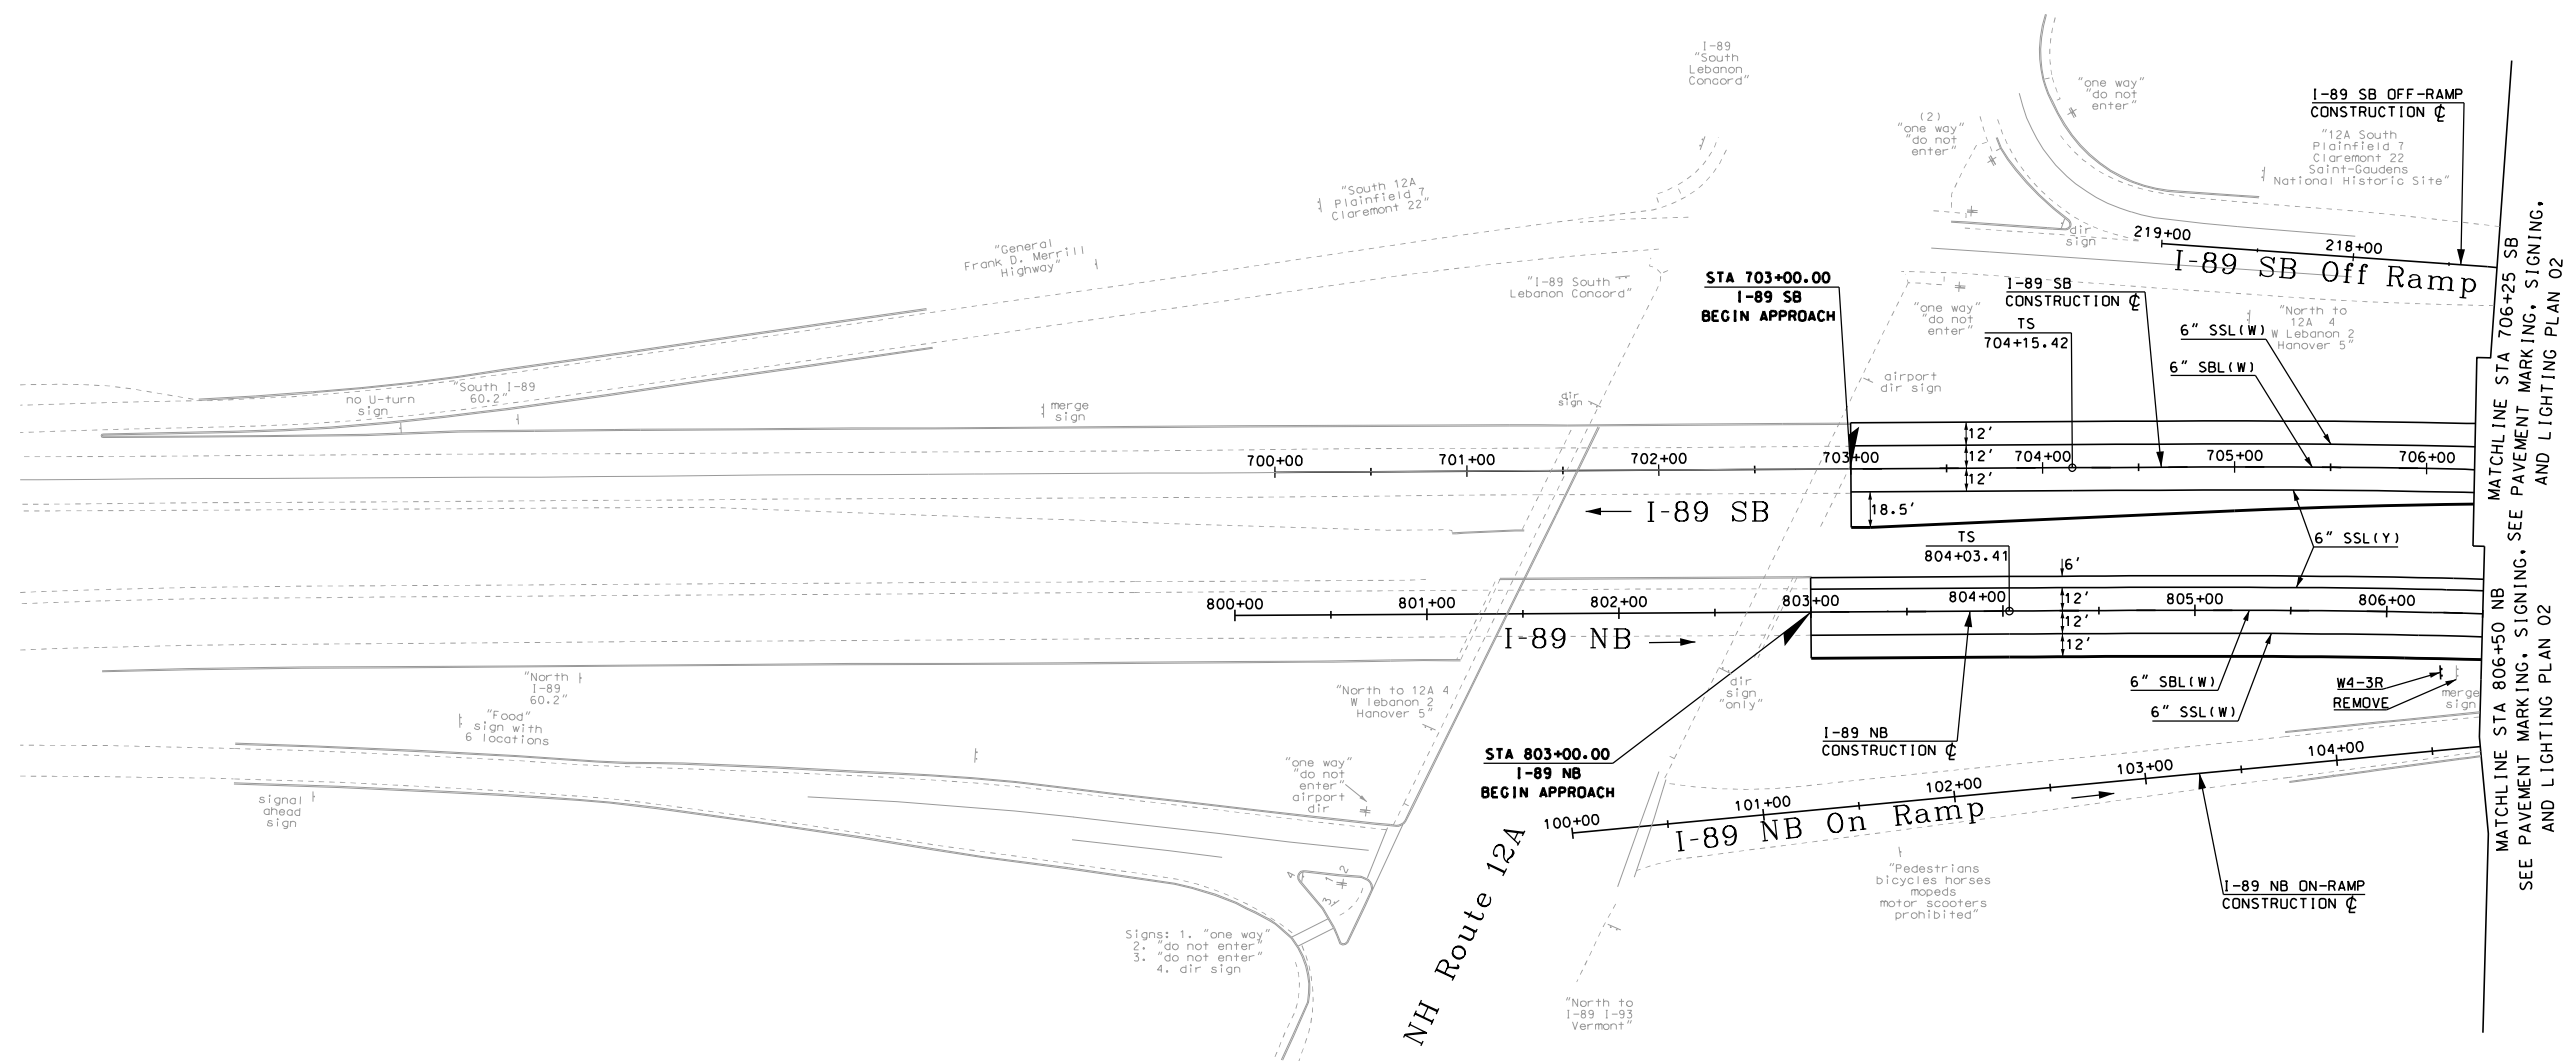 I-89
"South
Lebanon
Concord"
"one way"
"do not
enter"
I-89 SB OFF-RAMP
CONSTRUCTION ℄
(2)
"one way"
"do not
enter"
"12A South
Plainfield 7
Claremont 22
Saint-Gaudens
National Historic Site"
"South 12A
Plainfield 7
Claremont 22"
"General
Frank D. Merrill
Highway"
dir
sign
219+00
218+00
I-89 SB Off Ramp
"I-89 South
Lebanon Concord"
STA 703+00.00
I-89 SB
BEGIN APPROACH
"one way"
"do not
enter"
I-89 SB
CONSTRUCTION ℄
TS
704+15.42
6" SSL(W)
6" SBL(W)
"North to
12A 4
W Lebanon 2
Hanover 5"
airport
dir sign
no U-turn
sign
"South I-89
60.2"
merge
sign
dir
sign
12'
12'
12'
18.5'
700+00
701+00
702+00
703+00
704+00
705+00
706+00
I-89 SB
6" SSL(Y)
TS
804+03.41
6'
12'
12'
12'
800+00
801+00
802+00
803+00
804+00
805+00
806+00
I-89 NB
"North
I-89
60.2"
"Food"
sign with
6 locations
"North to 12A 4
W lebanon 2
Hanover 5"
dir
sign
"only"
6" SBL(W)
6" SSL(W)
W4-3R
REMOVE
merge
sign
I-89 NB
CONSTRUCTION ℄
STA 803+00.00
I-89 NB
BEGIN APPROACH
"one way"
"do not
enter"
airport
dir
signal
ahead
sign
100+00
101+00
102+00
103+00
104+00
I-89 NB On Ramp
"Pedestrians
bicycles horses
mopeds
motor scooters
prohibited"
I-89 NB ON-RAMP
CONSTRUCTION ℄
4
1
2
3
Signs: 1. "one way"
2. "do not enter"
3. "do not enter"
4. dir sign
NH Route 12A
"North to
I-89 I-93
Vermont"
MATCHLINE STA 706+25 SB
SEE PAVEMENT MARKING, SIGNING,
AND LIGHTING PLAN 02
MATCHLINE STA 806+50 NB
SEE PAVEMENT MARKING, SIGNING,
AND LIGHTING PLAN 02